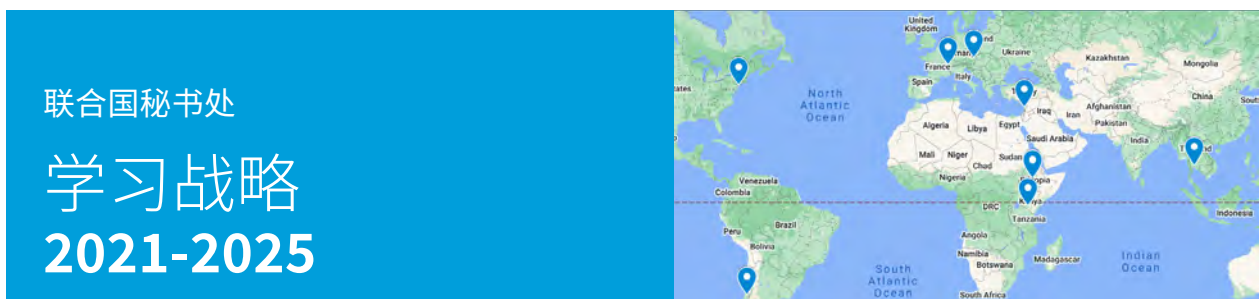 联合国秘书处
学习战略
2021-2025
United
Kingdom
France
Spain
Italy
Ukraine
Kazakhstan
Mongolia
China
Afghanistan
Pakistan
Iraq
Iran
India
North
Atlantic
Ocean
Algeria
Libya
Egypt
Saudi Arabia
Mali
Niger
Chad
Sudan
Nigeria
DRC
Tanzania
Angola
Namibia
Botswana
Madagascar
South Africa
Venezuela
Colombia
Brazil
Peru
Bolivia
South
Atlantic
Ocean
Indian
Ocean
Indonesia